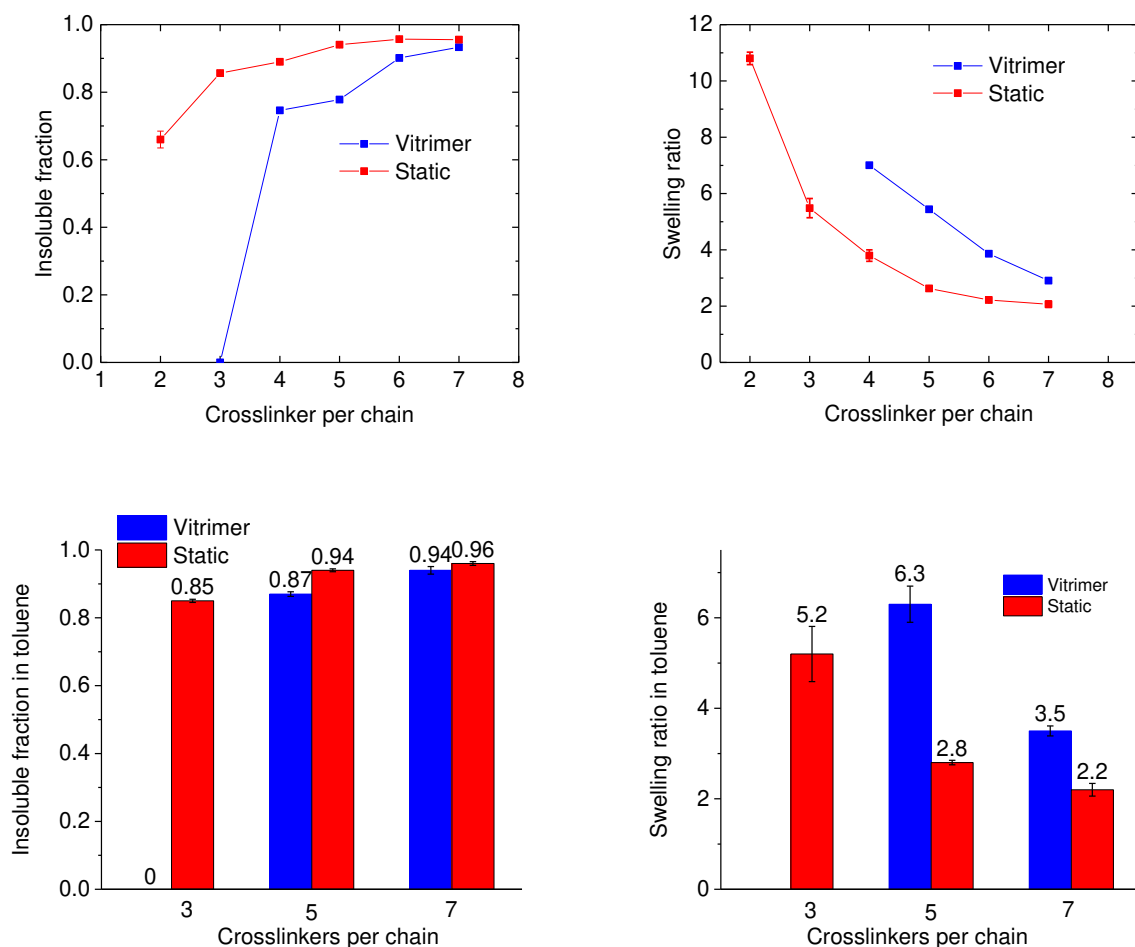 1.0
0.8
0.6
0.4
0.2
0.0
Insoluble fraction
Vitrimer
Static
1 2 3 4 5 6 7 8
Crosslinker per chain
12
10
8
6
4
2
0
Swelling ratio
Vitrimer
Static
2 3 4 5 6 7 8
Crosslinker per chain
Vitrimer
Static
1.0
0.8
0.6
0.4
0.2
0.0
Insoluble fraction in toluene
0 0.85 0.87 0.94 0.94 0.96
3 5 7
Crosslinkers per chain
6
4
2
0
Swelling ratio in toluene
Vitrimer
Static
5.2 6.3 2.8 3.5 2.2
3 5 7
Crosslinkers per chain